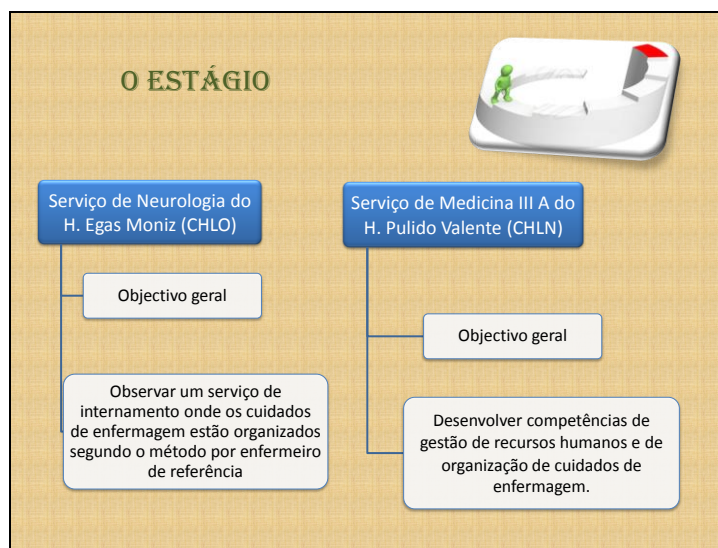 O ESTÁGIO
Serviço de Neurologia do
H. Egas Moniz (CHLO)
Objectivo geral
Observar um serviço de
internamento onde os cuidados
de enfermagem estão organizados
segundo o método por enfermeiro
de referência
Serviço de Medicina III A do
H. Pulido Valente (CHLN)
Objectivo geral
Desenvolver competências de
gestão de recursos humanos e de
organização de cuidados de
enfermagem.